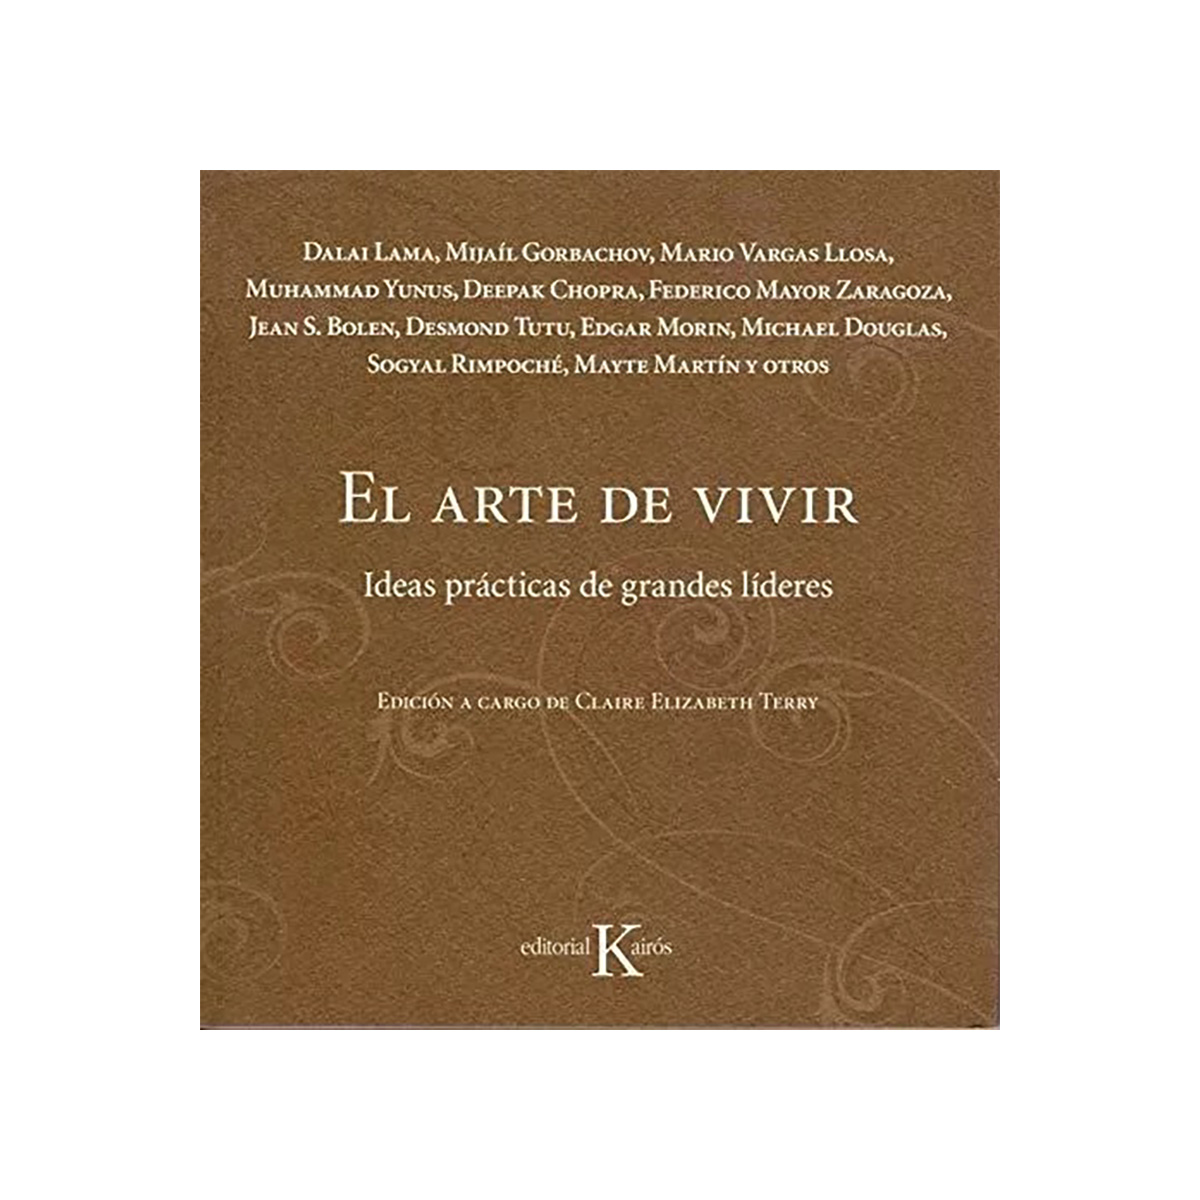 DALAI LAMA, MIJAÍL GORBACHOV, MARIO VARGAS LLOSA,
MUHAMMAD YUNUS, DEEPAK CHOPRA, FEDERICO MAYOR ZARAGOZA,
JEAN S. BOLEN, DESMOND TUTU, EDGAR MORIN, MICHAEL DOUGLAS,
SOGYAL RIMPOCHÉ, MAYTE MARTÍN Y OTROS
EL ARTE DE VIVIR
Ideas prácticas de grandes líderes
EDICIÓN A CARGO DE CLAIRE ELIZABETH TERRY
editorial Kairós